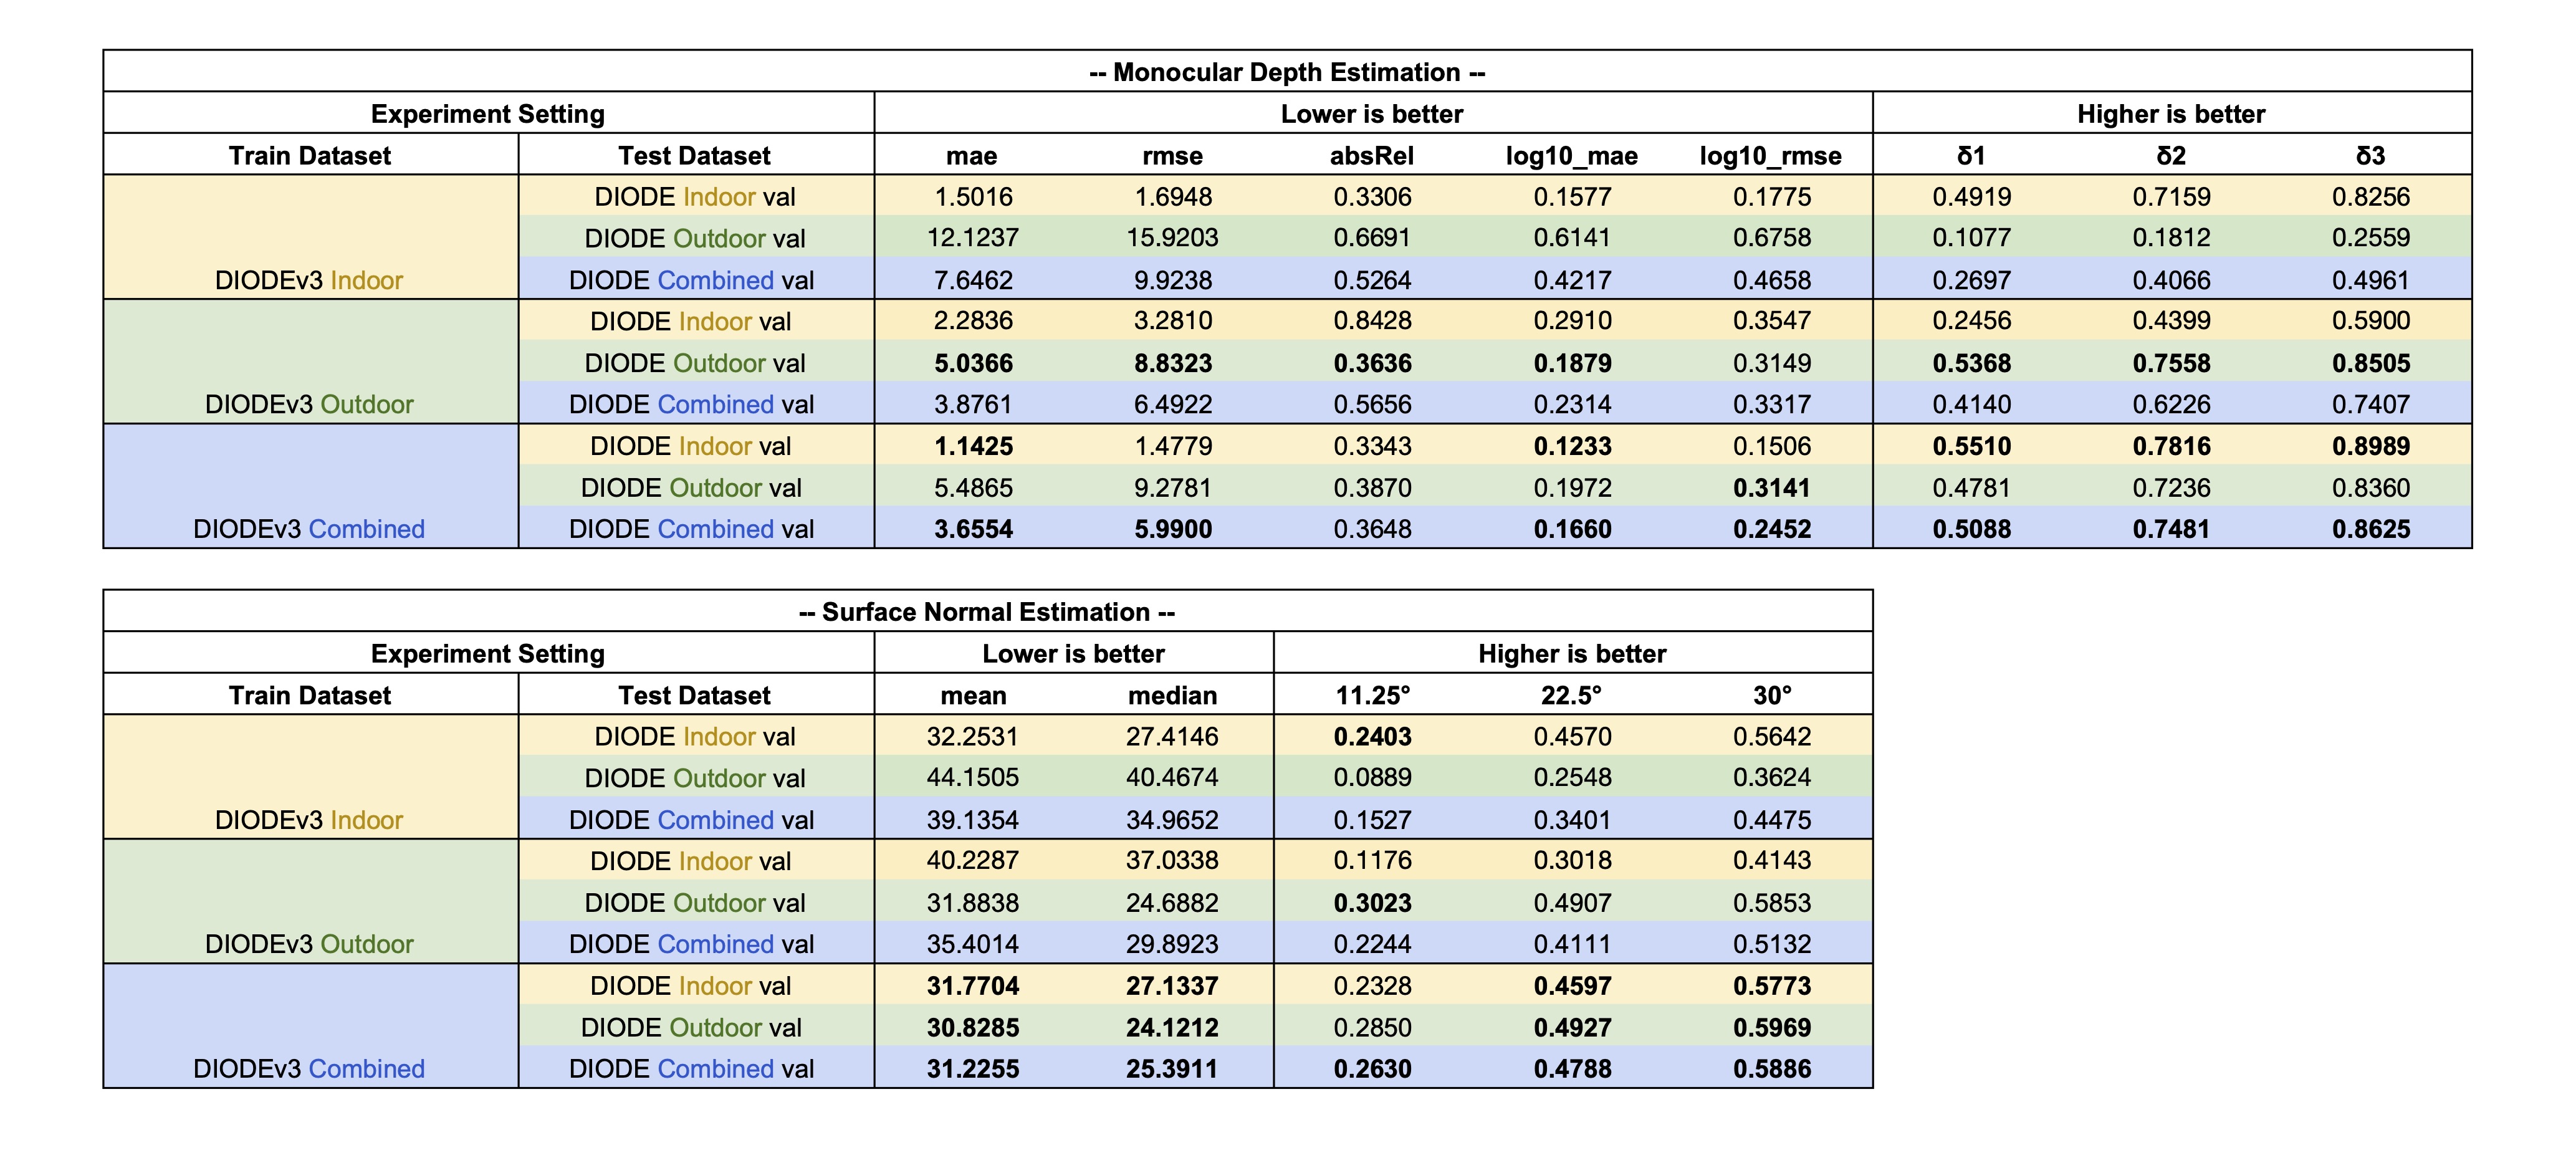 -- Monocular Depth Estimation --
Experiment Setting Lower is better Higher is better
Train Dataset Test Dataset mae rmse absRel log10_mae log10_rmse δ1 δ2 δ3
DIODE Indoor val 1.5016 1.6948 0.3306 0.1577 0.1775 0.4919 0.7159 0.8256
DIODE Outdoor val 12.1237 15.9203 0.6691 0.6141 0.6758 0.1077 0.1812 0.2559
DIODEv3 Indoor DIODE Combined val 7.6462 9.9238 0.5264 0.4217 0.4658 0.2697 0.4066 0.4961
DIODE Indoor val 2.2836 3.2810 0.8428 0.2910 0.3547 0.2456 0.4399 0.5900
DIODE Outdoor val 5.0366 8.8323 0.3636 0.1879 0.3149 0.5368 0.7558 0.8505
DIODEv3 Outdoor DIODE Combined val 3.8761 6.4922 0.5656 0.2314 0.3317 0.4140 0.6226 0.7407
DIODE Indoor val 1.1425 1.4779 0.3343 0.1233 0.1506 0.5510 0.7816 0.8989
DIODE Outdoor val 5.4865 9.2781 0.3870 0.1972 0.3141 0.4781 0.7236 0.8360
DIODEv3 Combined DIODE Combined val 3.6554 5.9900 0.3648 0.1660 0.2452 0.5088 0.7481 0.8625
-- Surface Normal Estimation --
Experiment Setting Lower is better Higher is better
Train Dataset Test Dataset mean median 11.25° 22.5° 30°
DIODE Indoor val 32.2531 27.4146 0.2403 0.4570 0.5642
DIODE Outdoor val 44.1505 40.4674 0.0889 0.2548 0.3624
DIODEv3 Indoor DIODE Combined val 39.1354 34.9652 0.1527 0.3401 0.4475
DIODE Indoor val 40.2287 37.0338 0.1176 0.3018 0.4143
DIODE Outdoor val 31.8838 24.6882 0.3023 0.4907 0.5853
DIODEv3 Outdoor DIODE Combined val 35.4014 29.8923 0.2244 0.4111 0.5132
DIODE Indoor val 31.7704 27.1337 0.2328 0.4597 0.5773
DIODE Outdoor val 30.8285 24.1212 0.2850 0.4927 0.5969
DIODEv3 Combined DIODE Combined val 31.2255 25.3911 0.2630 0.4788 0.5886